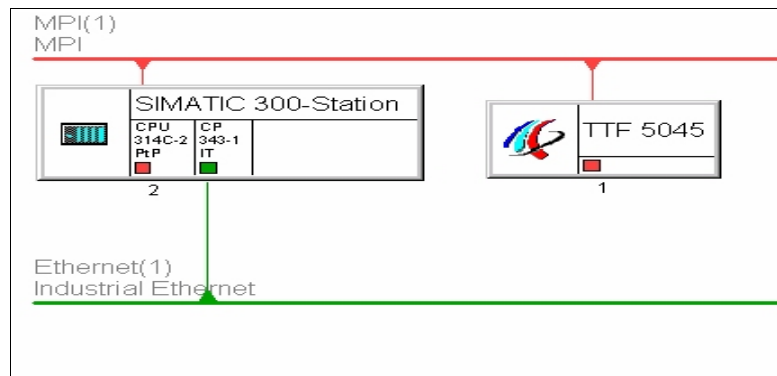 MPI(1)
MPI
SIMATIC 300-Station
CPU
314C-2
PtP
CP
343-1
IT
2
TTF 5045
1
Ethernet(1)
Industrial Ethernet